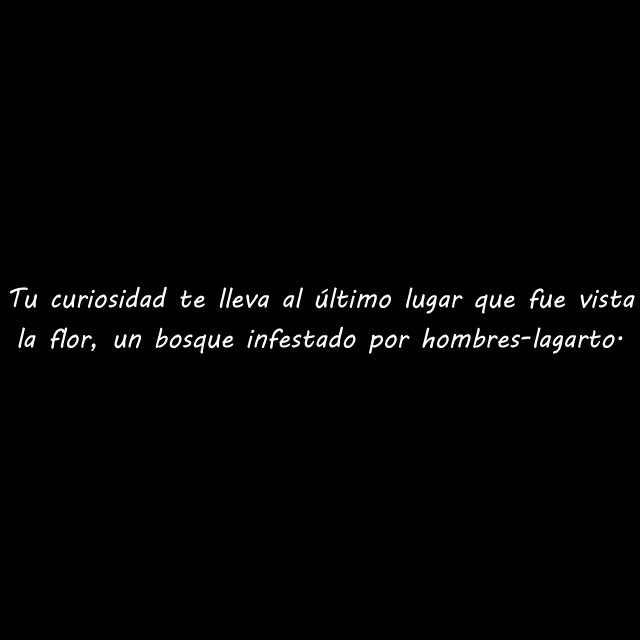 Tu curiosidad te lleva al último lugar que fue vista
la flor, un bosque infestado por hombres-lagarto.